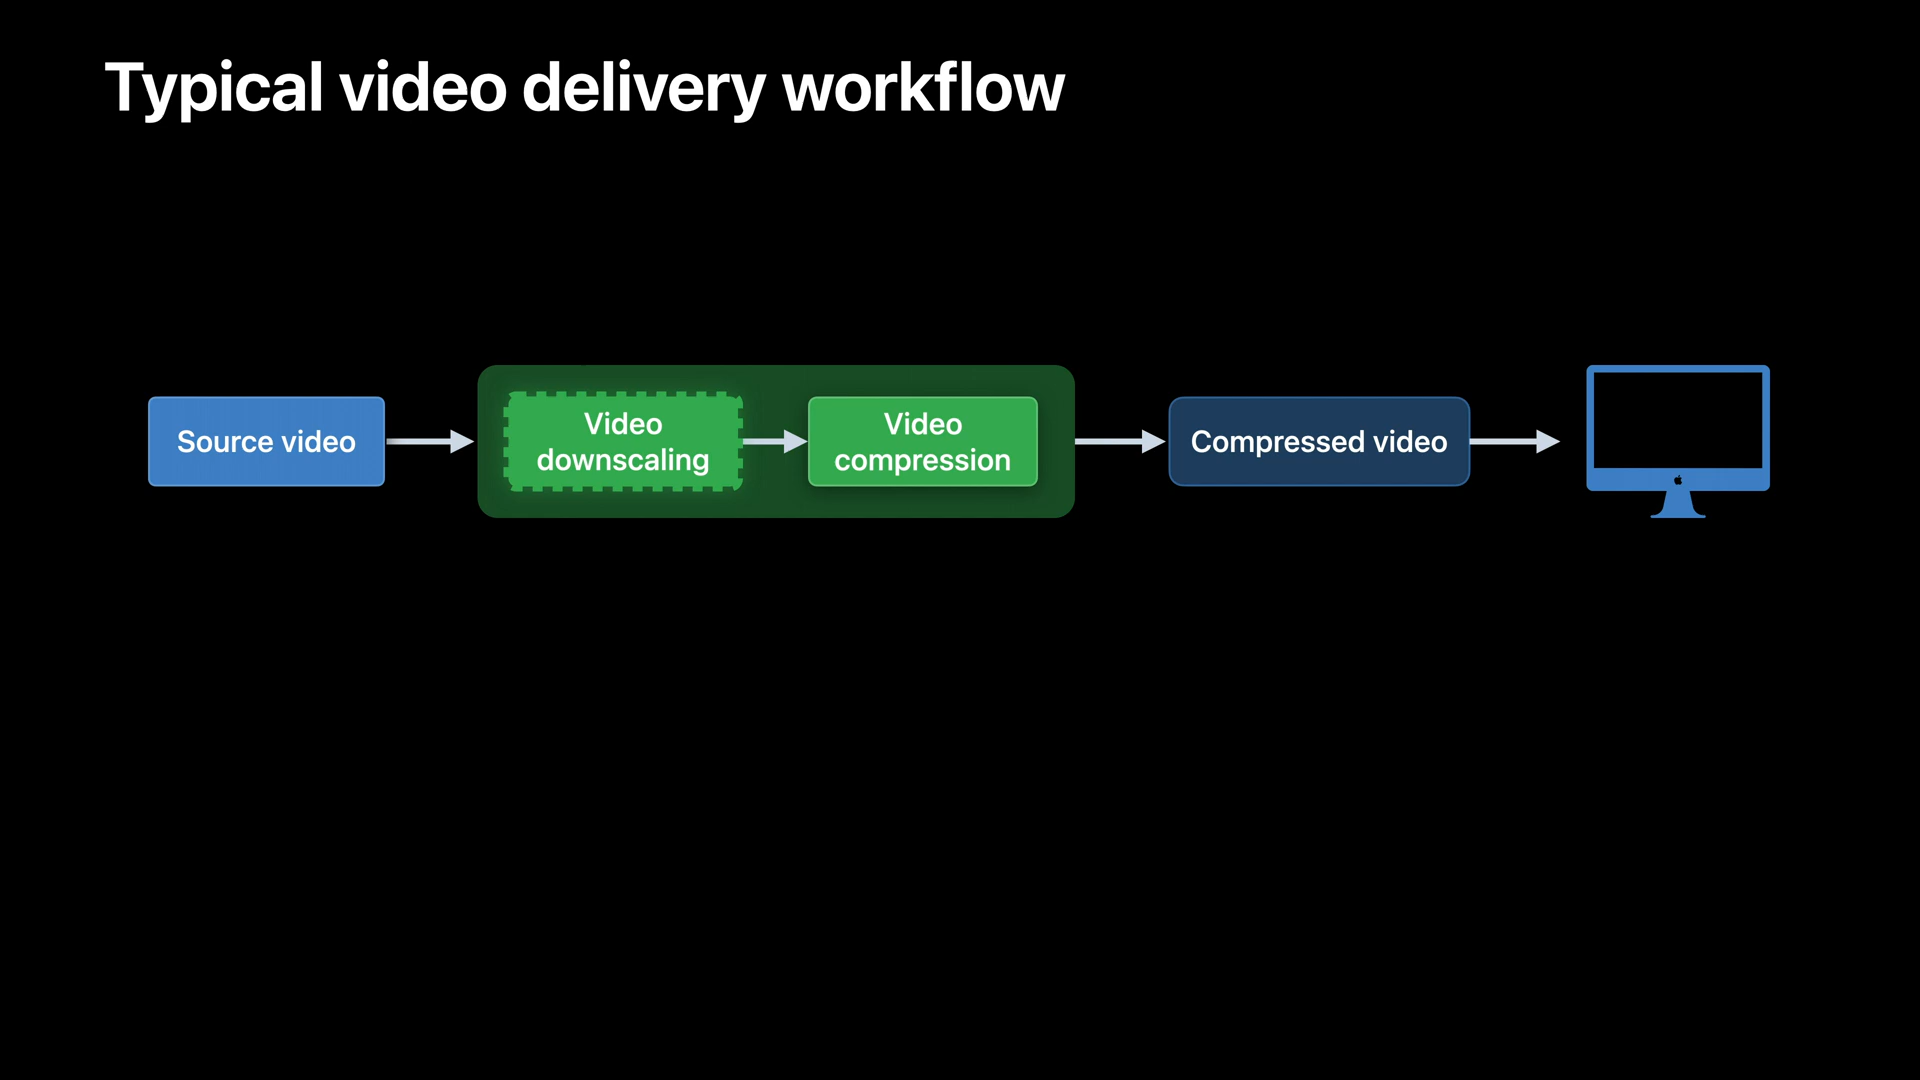 Typical video delivery workflow
Source video
Video
downscaling
Video
compression
Compressed video